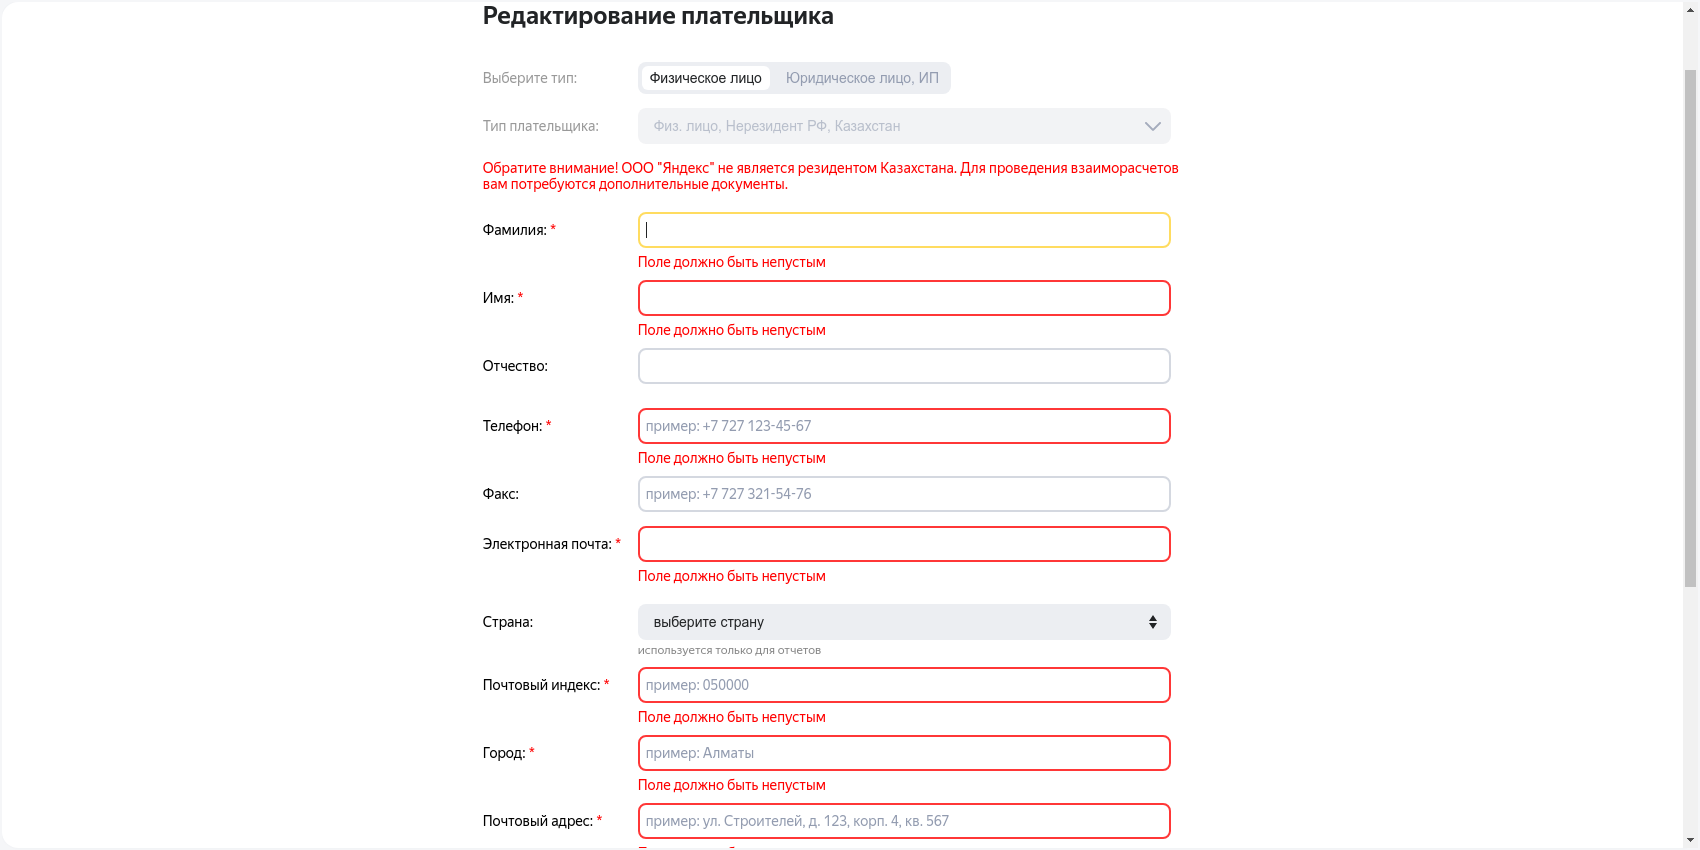 Редактирование плательщика
Выберите тип: Физическое лицо Юридическое лицо, ИП
Тип плательщика: Физ. лицо, Нерезидент РФ, Казахстан
Обратите внимание! ООО "Яндекс" не является резидентом Казахстана. Для проведения взаиморасчетов
вам потребуются дополнительные документы.
Фамилия: *
Поле должно быть непустым
Имя: *
Поле должно быть непустым
Отчество:
Телефон: * пример: +7 727 123-45-67
Поле должно быть непустым
Факс: пример: +7 727 321-54-76
Электронная почта: *
Поле должно быть непустым
Страна: выберите страну
используется только для отчетов
Почтовый индекс: * пример: 050000
Поле должно быть непустым
Город: * пример: Алматы
Поле должно быть непустым
Почтовый адрес: * пример: ул. Строителей, д. 123, корп. 4, кв. 567